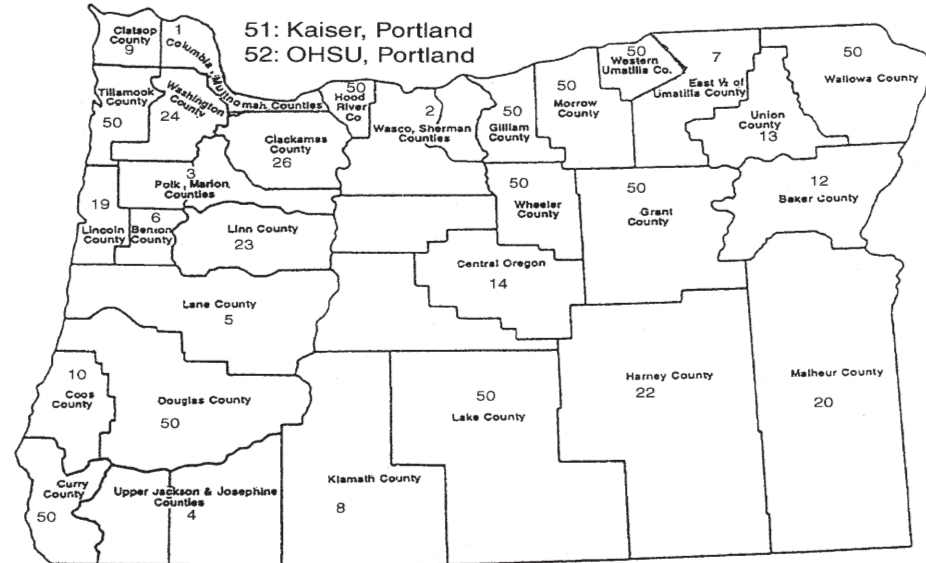 51: Kaiser, Portland
52: OHSU, Portland
Clatsop
County
9
1
Columbia, Multnomah Counties
Tillamook
County
50
Washington
County
24
50
Hood
River
Co
2
Wasco, Sherman
Counties
50
Gilliam
County
50
Morrow
County
50
Western
Umatilla Co.
7
East ½ of
Umatilla County
50
Wallowa County
Union
County
13
Clackamas
County
26
3
Polk, Marion
Counties
19
Lincoln
County
6
Benton
County
Linn County
23
50
Wheeler
County
50
Grant
County
12
Baker County
Central Oregon
14
Lane County
5
10
Coos
County
Douglas County
50
50
Lake County
Harney County
22
Malheur County
20
Curry
County
50
Upper Jackson & Josephine
Counties
4
Klamath County
8